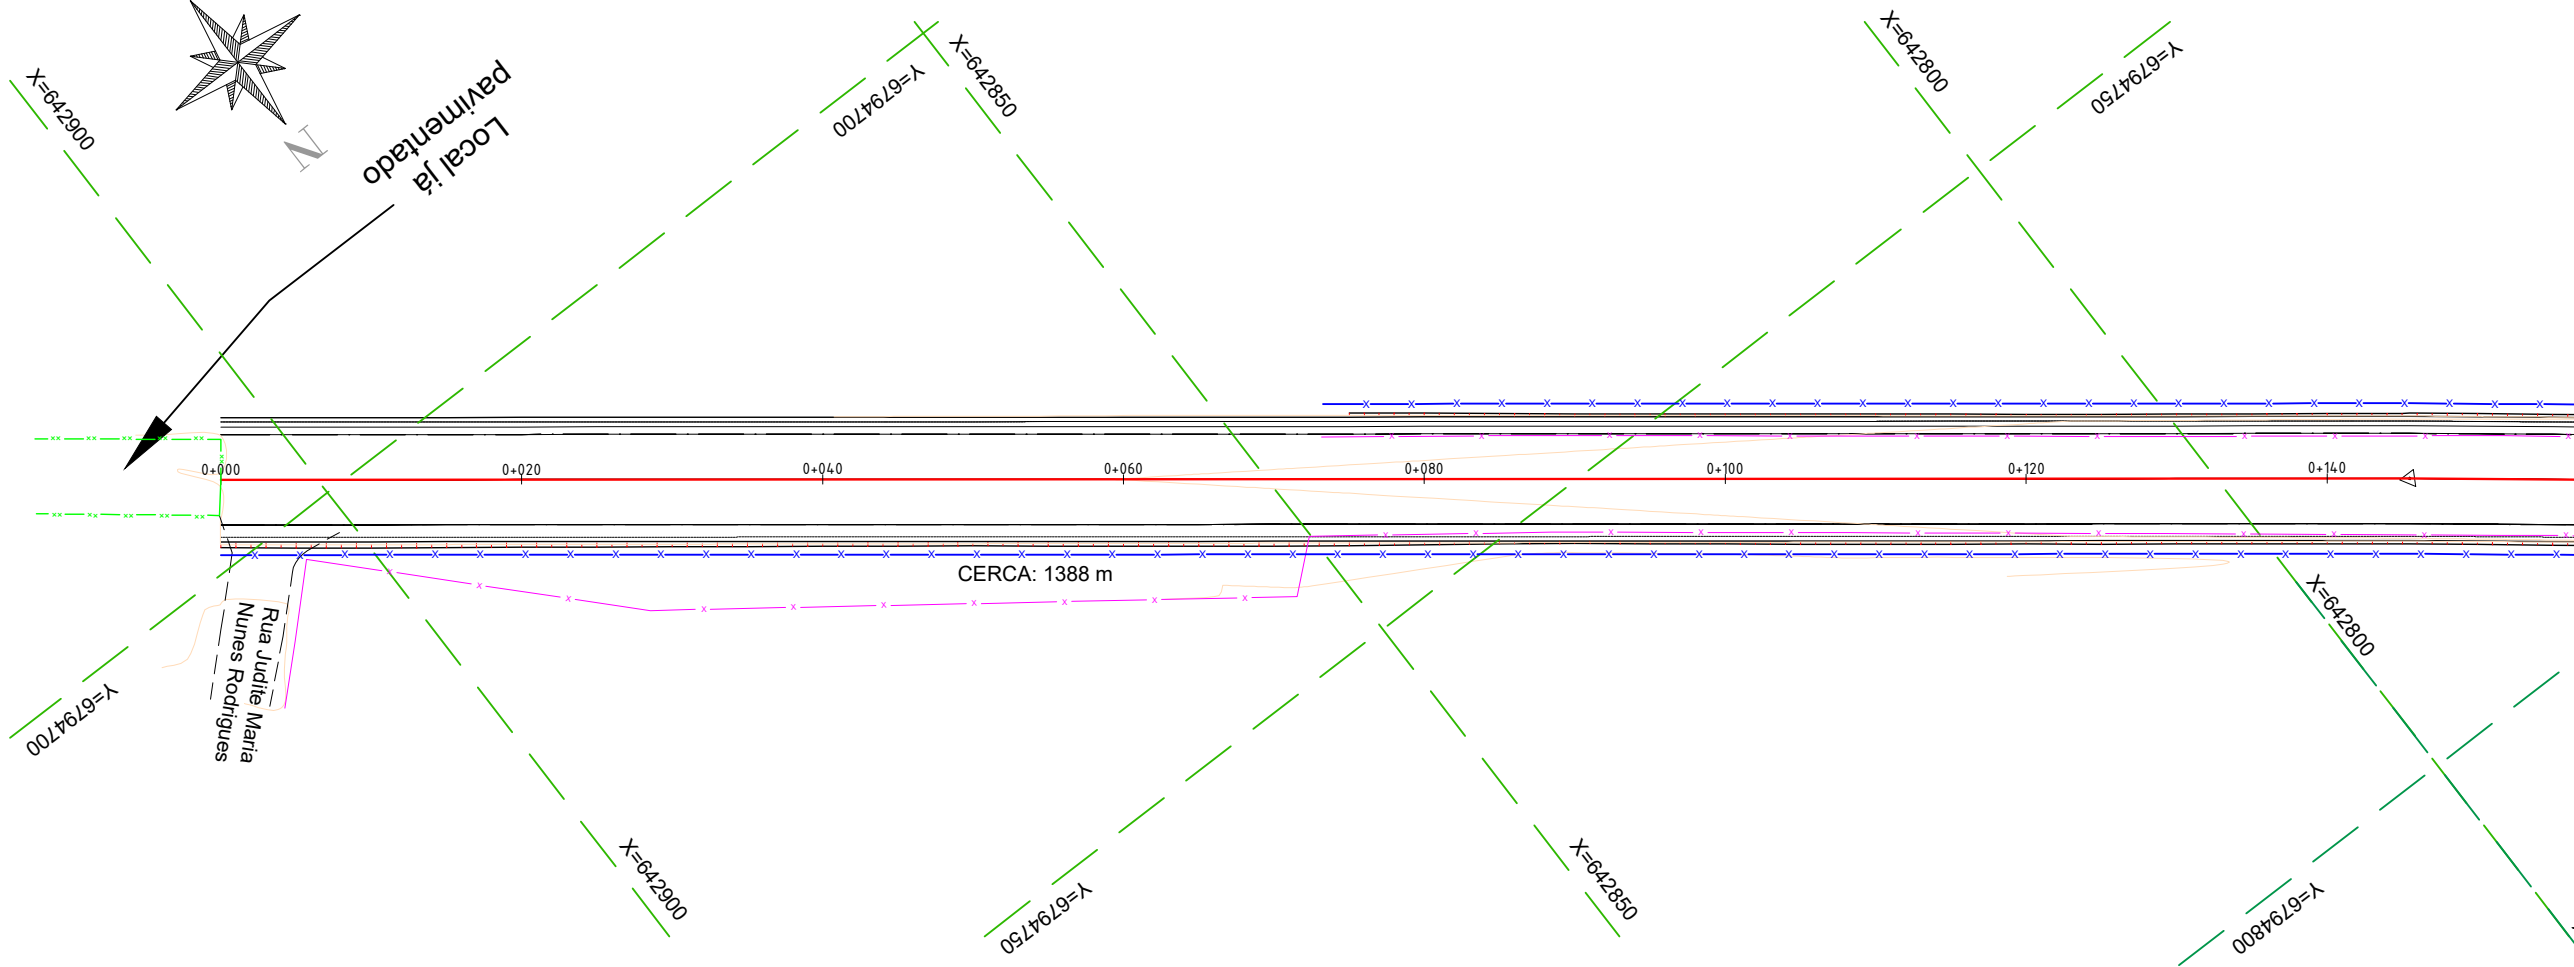 X=642900
N
Local já
pavimentado
Y=6794700
X=642850
X=642800
Y=6794750
0+000
0+020
0+040
0+060
0+080
0+100
0+120
0+140
CERCA: 1388 m
Rua Judite Maria
Nunes Rodrigues
Y=6794700
X=642900
Y=6794750
X=642850
X=642800
Y=6794800